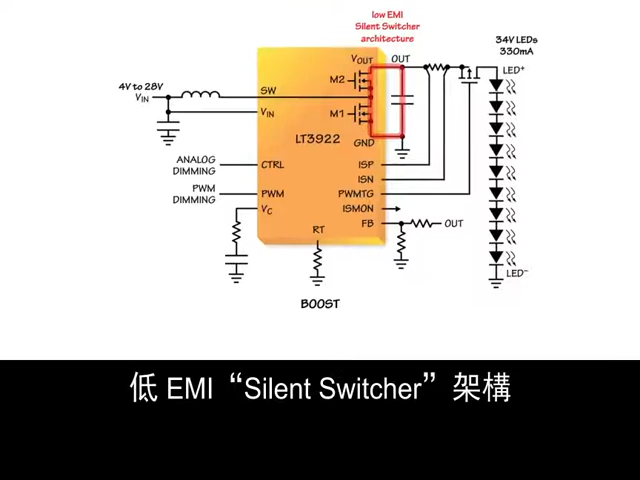 low EMI
Silent Switcher
architecture
34V LEDs
330mA
VOUT
OUT
LED+
4V to 28V
VIN
SW
M2
VIN
M1
LT3922
GND
ANALOG
DIMMING
CTRL
ISP
ISN
PWM
DIMMING
PWM
PWMTG
VC
ISMON
FB
OUT
RT
LED−
BOOST
低 EMI “Silent Switcher” 架構